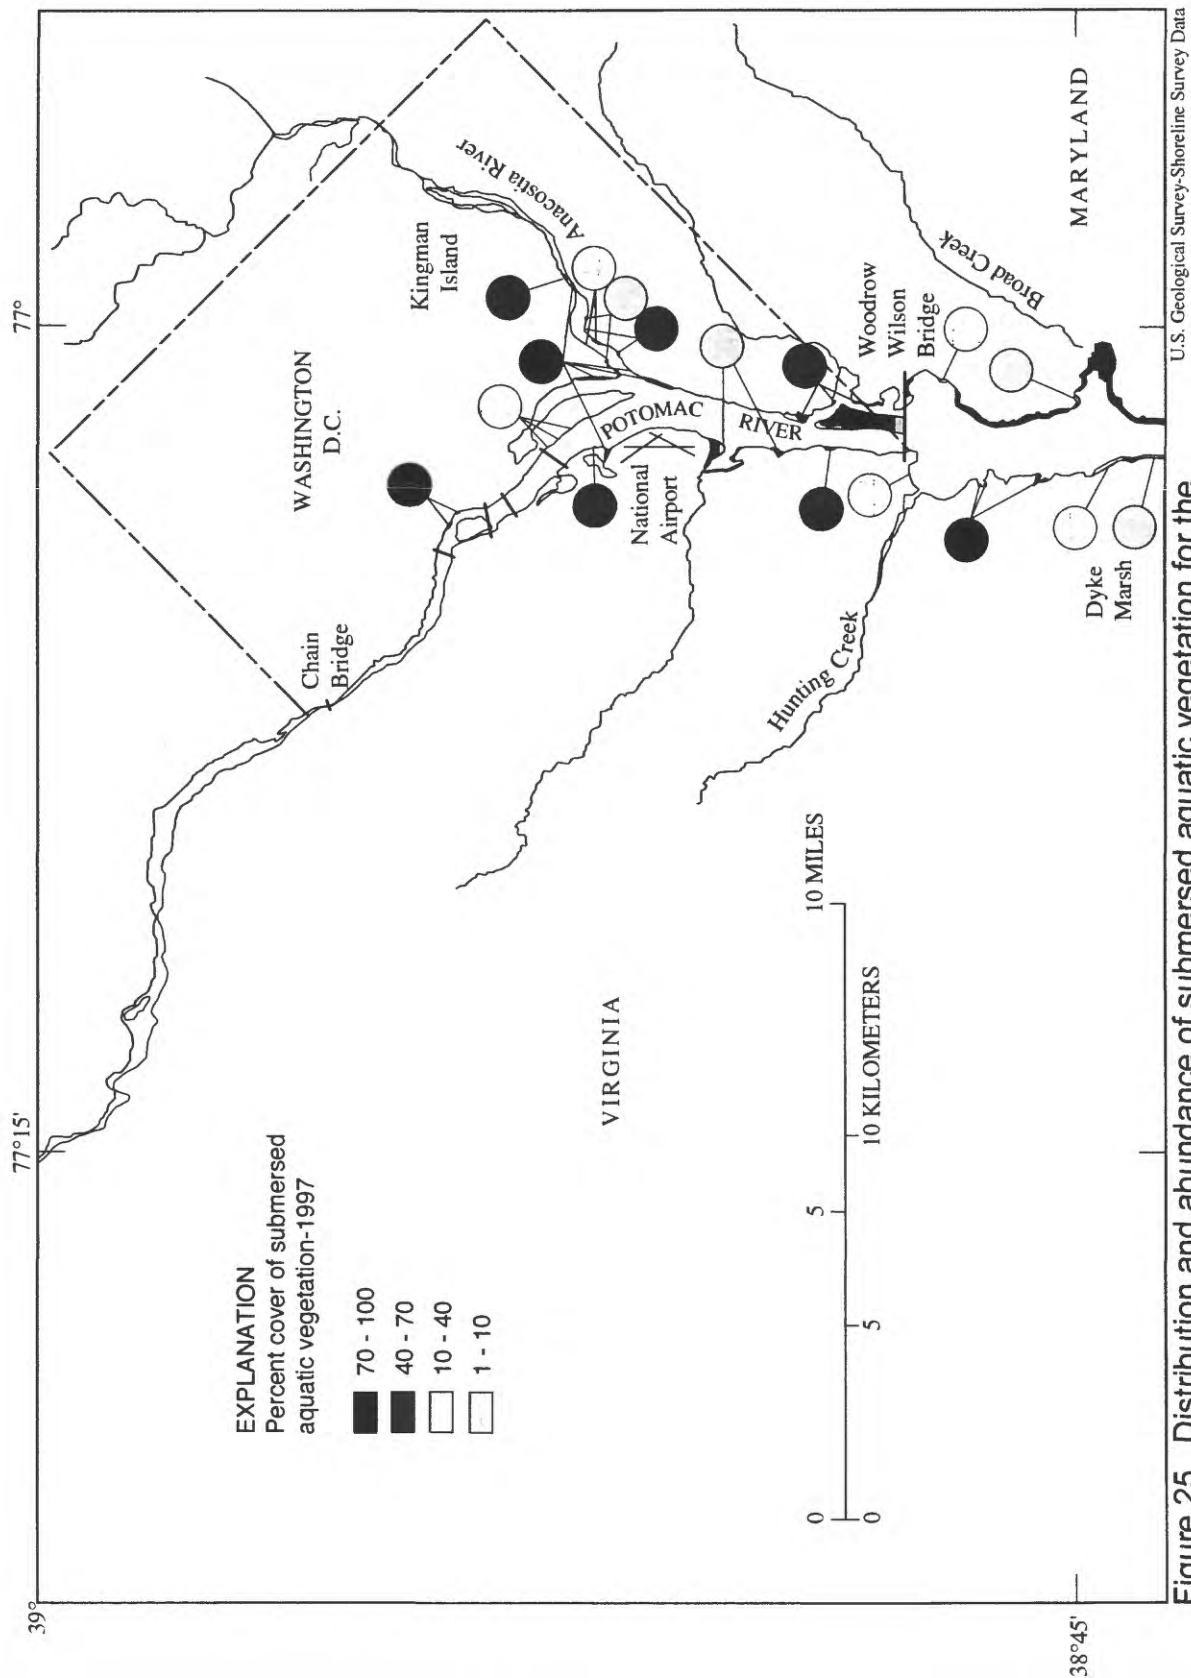 77°15'
77°
39°
38°45'
EXPLANATION
Percent cover of submersed
aquatic vegetation-1997
70 - 100
40 - 70
10 - 40
1 - 10
WASHINGTON
D.C.
Chain
Bridge
Kingman
Island
Anacostia River
POTOMAC
RIVER
National
Airport
VIRGINIA
Hunting Creek
Woodrow
Wilson
Bridge
Broad Creek
MARYLAND
Dyke
Marsh
0 5 10 MILES
0 5 10 KILOMETERS
U.S. Geological Survey-Shoreline Survey Data
Figure 25. Distribution and abundance of submersed aquatic vegetation for the